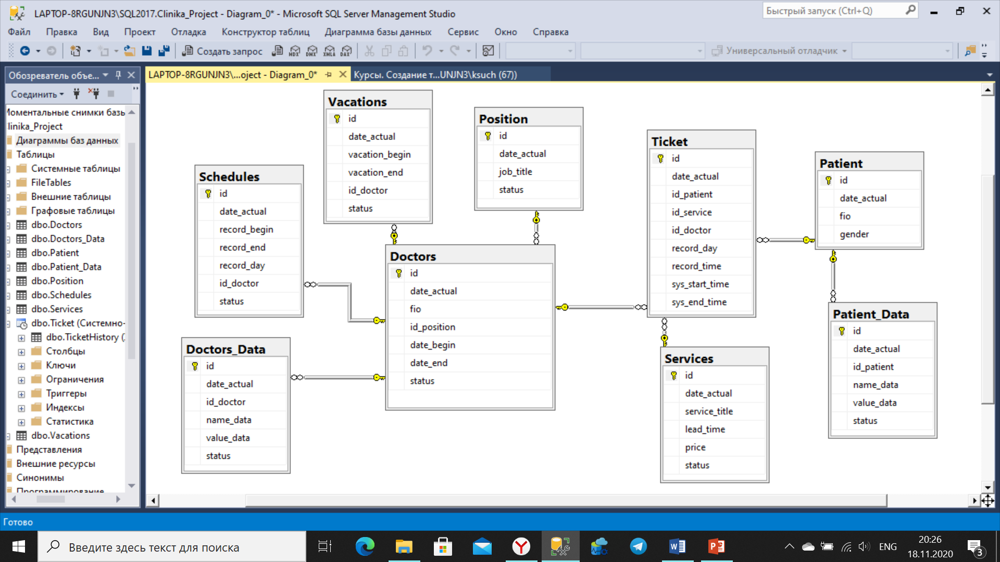 LAPTOP-8RGUNJN3\SQL2017.Clinika_Project - Diagram_0* - Microsoft SQL Server Management Studio
Быстрый запуск (Ctrl+Q)
Файл Правка Вид Проект Отладка Конструктор таблиц Диаграмма базы данных Сервис Окно Справка
Создать запрос MDX DMX XMLA DAX Универсальный отладчик
Обозреватель объе...
LAPTOP-8RGUNJN3\...oject - Diagram_0*
Курсы. Создание т...UNJN3\ksuch (67))
Соединить
Моментальные снимки базы
linika_Project
Диаграммы баз данных
Таблицы
Системные таблицы
FileTables
Внешние таблицы
Графовые таблицы
dbo.Doctors
dbo.Doctors_Data
dbo.Patient
dbo.Patient_Data
dbo.Position
dbo.Schedules
dbo.Services
dbo.Ticket (Системно-
dbo.TicketHistory (
Столбцы
Ключи
Ограничения
Триггеры
Индексы
Статистика
dbo.Vacations
Представления
Внешние ресурсы
Синонимы
Программирование
Schedules
id
date_actual
record_begin
record_end
record_day
id_doctor
status
Doctors_Data
id
date_actual
id_doctor
name_data
value_data
status
Vacations
id
date_actual
vacation_begin
vacation_end
id_doctor
status
Position
id
date_actual
job_title
status
Doctors
id
date_actual
fio
id_position
date_begin
date_end
status
Ticket
id
date_actual
id_patient
id_service
id_doctor
record_day
record_time
sys_start_time
sys_end_time
Services
id
date_actual
service_title
lead_time
price
status
Patient
id
date_actual
fio
gender
Patient_Data
id
date_actual
id_patient
name_data
value_data
status
Готово
Введите здесь текст для поиска
ENG
20:26
18.11.2020
3